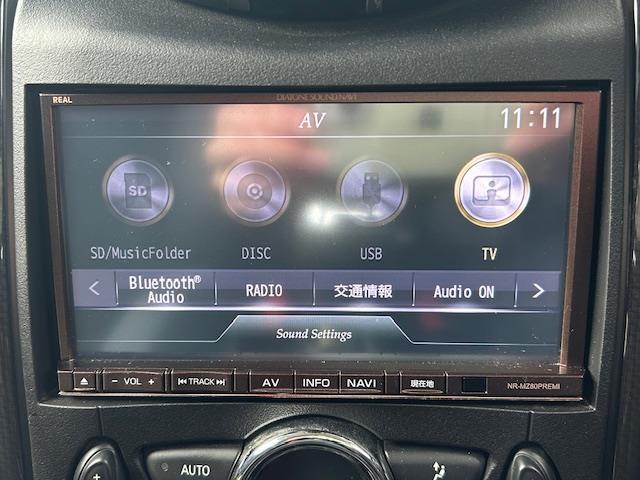 REAL DIATONE SOUND NAVI
AV 11:11
SD
SD/MusicFolder DISC USB TV
< Bluetooth® Audio RADIO 交通情報 Audio ON >
Sound Settings
− VOL + TRACK AV INFO NAVI 現在地 NR-MZ80PREMI
AUTO
+